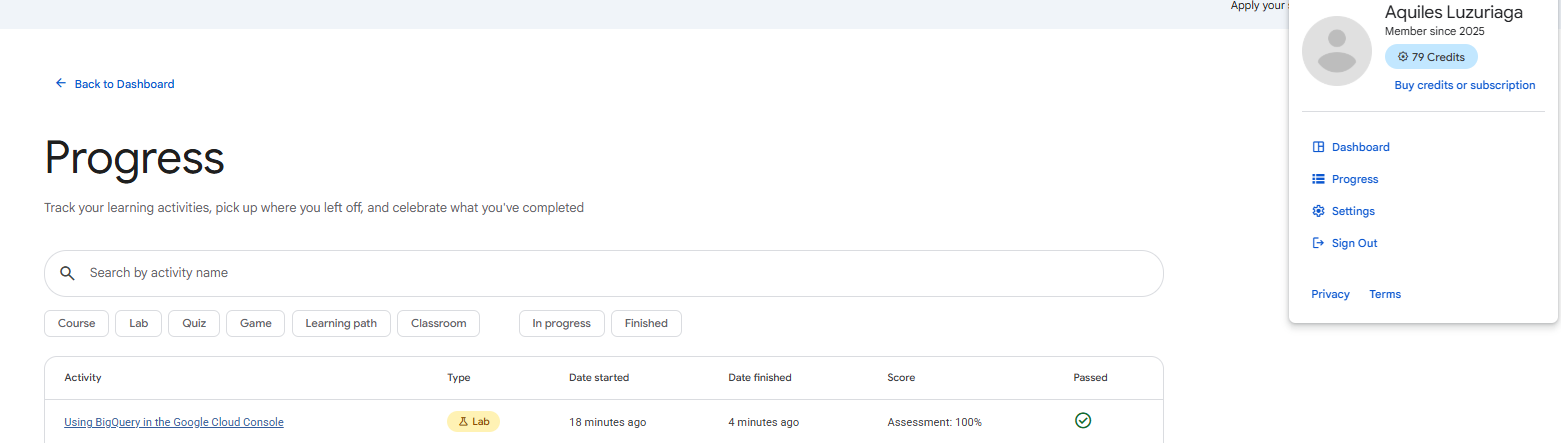 Apply your
Aquiles Luzuriaga
Member since 2025
79 Credits
Buy credits or subscription
Dashboard
Progress
Settings
Sign Out
Privacy Terms
Back to Dashboard
Progress
Track your learning activities, pick up where you left off, and celebrate what you've completed
Search by activity name
Course Lab Quiz Game Learning path Classroom In progress Finished
Activity Type Date started Date finished Score Passed
Using BigQuery in the Google Cloud Console Lab 18 minutes ago 4 minutes ago Assessment: 100%